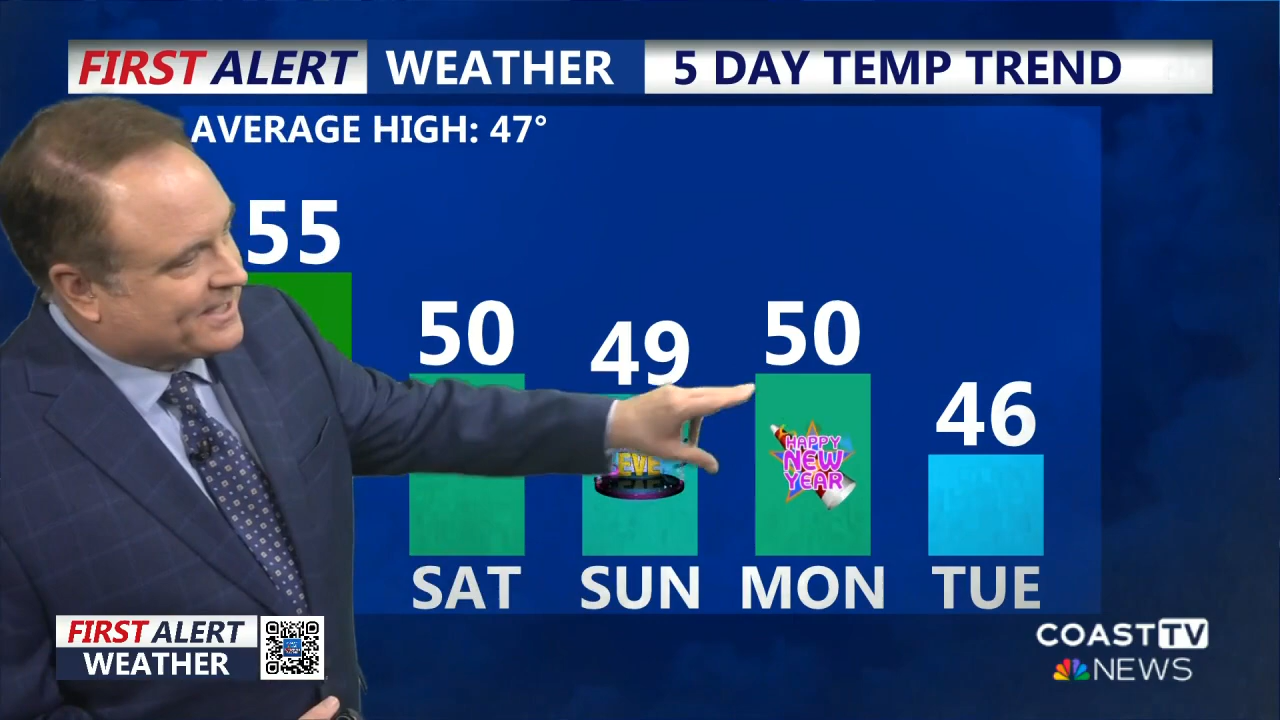 FIRST ALERT WEATHER 5 DAY TEMP TREND
AVERAGE HIGH: 47°
55
50
49
50
46
EVE
HAPPY
NEW
YEAR
SAT SUN MON TUE
FIRST ALERT
WEATHER
COAST TV
NEWS